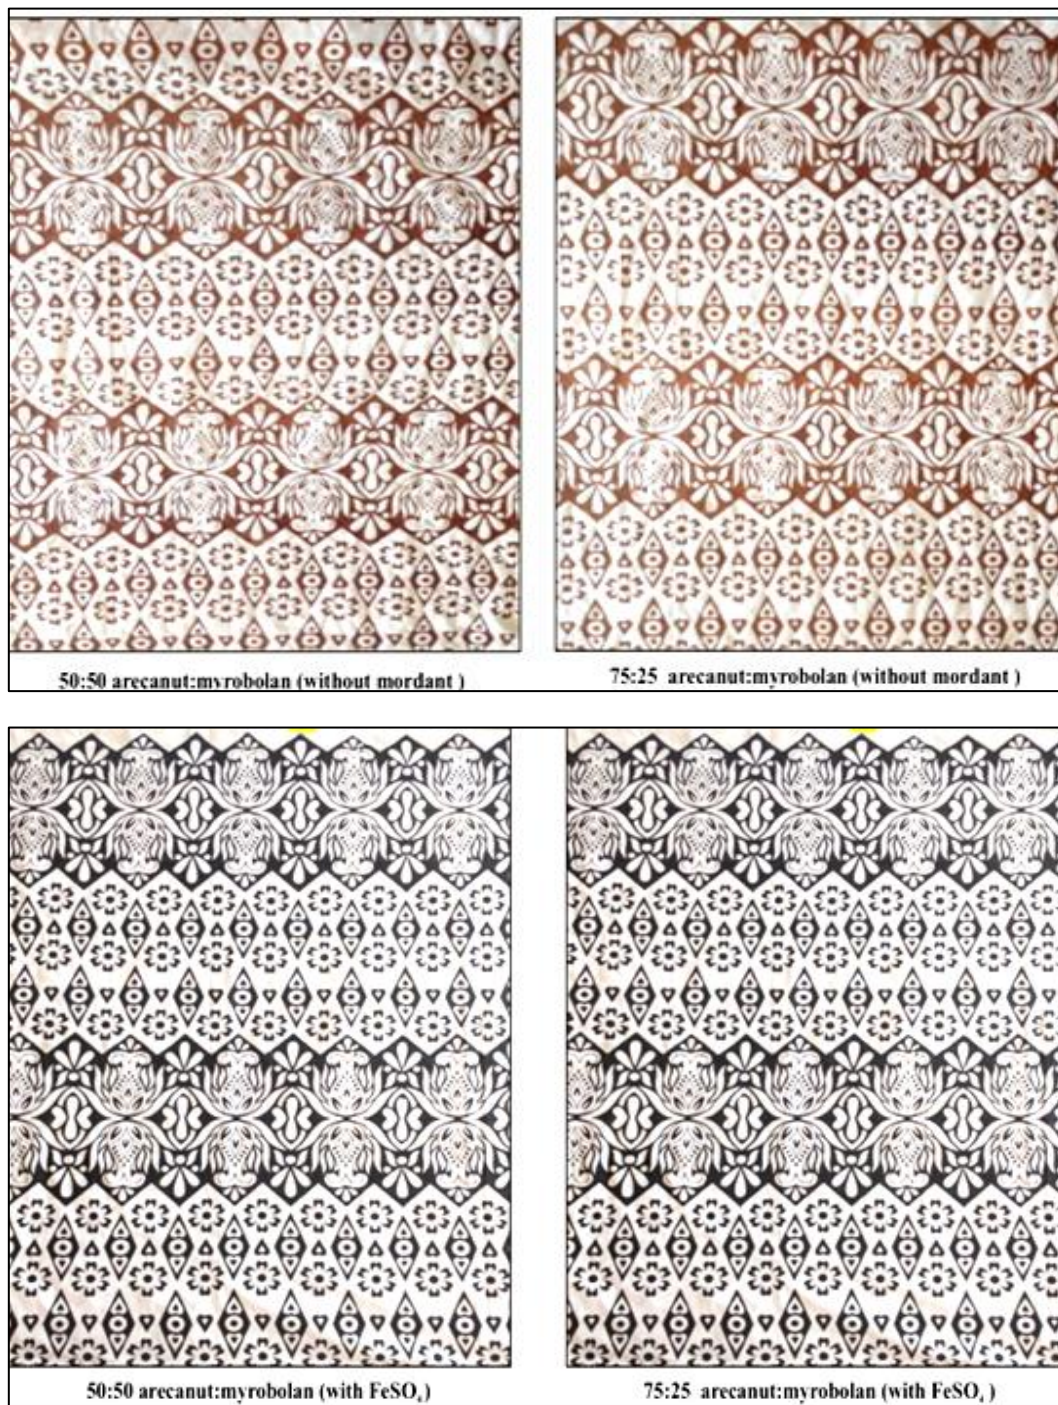 50:50 arecanut:myrobolan (without mordant )
75:25 arecanut:myrobolan (without mordant )
50:50 arecanut:myrobolan (with FeSO₄)
75:25 arecanut:myrobolan (with FeSO₄ )